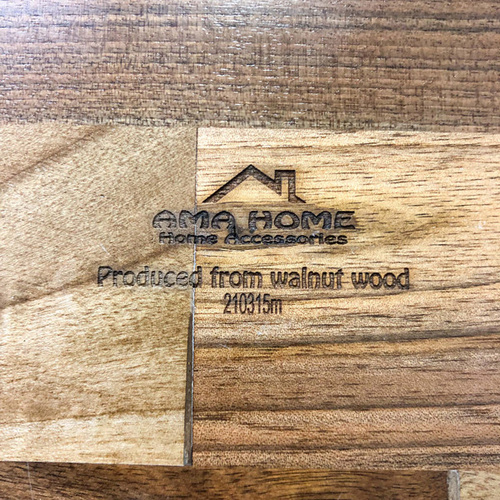 AMA HOME
Home Accessories
Produced from walnut wood
210315m